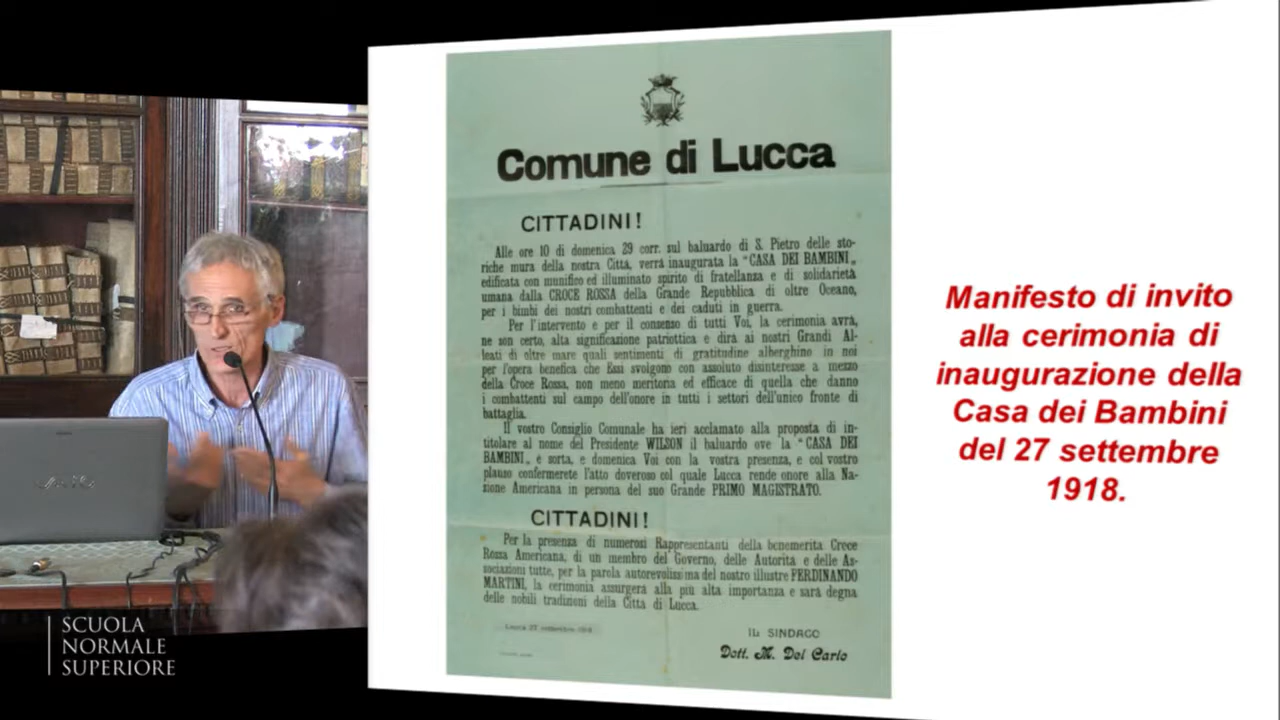 Comune di Lucca
CITTADINI!
Alle ore 10 di domenica 29 corr. sul baluardo di S. Pietro delle sto-
riche mura della nostra Città, verrà inaugurata la "CASA DEI BAMBINI„
edificata con munifico ed illuminato spirito di fratellanza e di solidarietà
umana dalla CROCE ROSSA della Grande Repubblica di oltre Oceano,
per i bimbi dei nostri combattenti e dei caduti in guerra.
Per l'intervento e per il consenso di tutti Voi, la cerimonia avrà,
ne son certo, alta significazione patriottica e dirà ai nostri Grandi Al-
leati di oltre mare quali sentimenti di gratitudine alberghino in noi
per l'opera benefica che Essi svolgono con assoluto disinteresse a mezzo
della Croce Rossa, non meno meritoria ed efficace di quella che danno
i combattenti sul campo dell'onore in tutti i settori dell'unico fronte di
battaglia.
Il vostro Consiglio Comunale ha ieri acclamato alla proposta di in-
titolare al nome del Presidente WILSON il baluardo ove la "CASA DEI
BAMBINI„ è sorta, e domenica Voi con la vostra presenza, e col vostro
plauso confermerete l'atto doveroso col quale Lucca rende onore alla Na-
zione Americana in persona del suo Grande PRIMO MAGISTRATO.
CITTADINI!
Per la presenza di numerosi Rappresentanti della benemerita Croce
Rossa Americana, di un membro del Governo, delle Autorità e delle As-
sociazioni tutte, per la parola autorevolissima del nostro illustre FERDINANDO
MARTINI, la cerimonia assurgerà alla più alta importanza e sarà degna
delle nobili tradizioni della Città di Lucca.
Lucca 27 settembre 1918
IL SINDACO
Dott. M. Del Carlo
Manifesto di invito
alla cerimonia di
inaugurazione della
Casa dei Bambini
del 27 settembre
1918.
SCUOLA
NORMALE
SUPERIORE